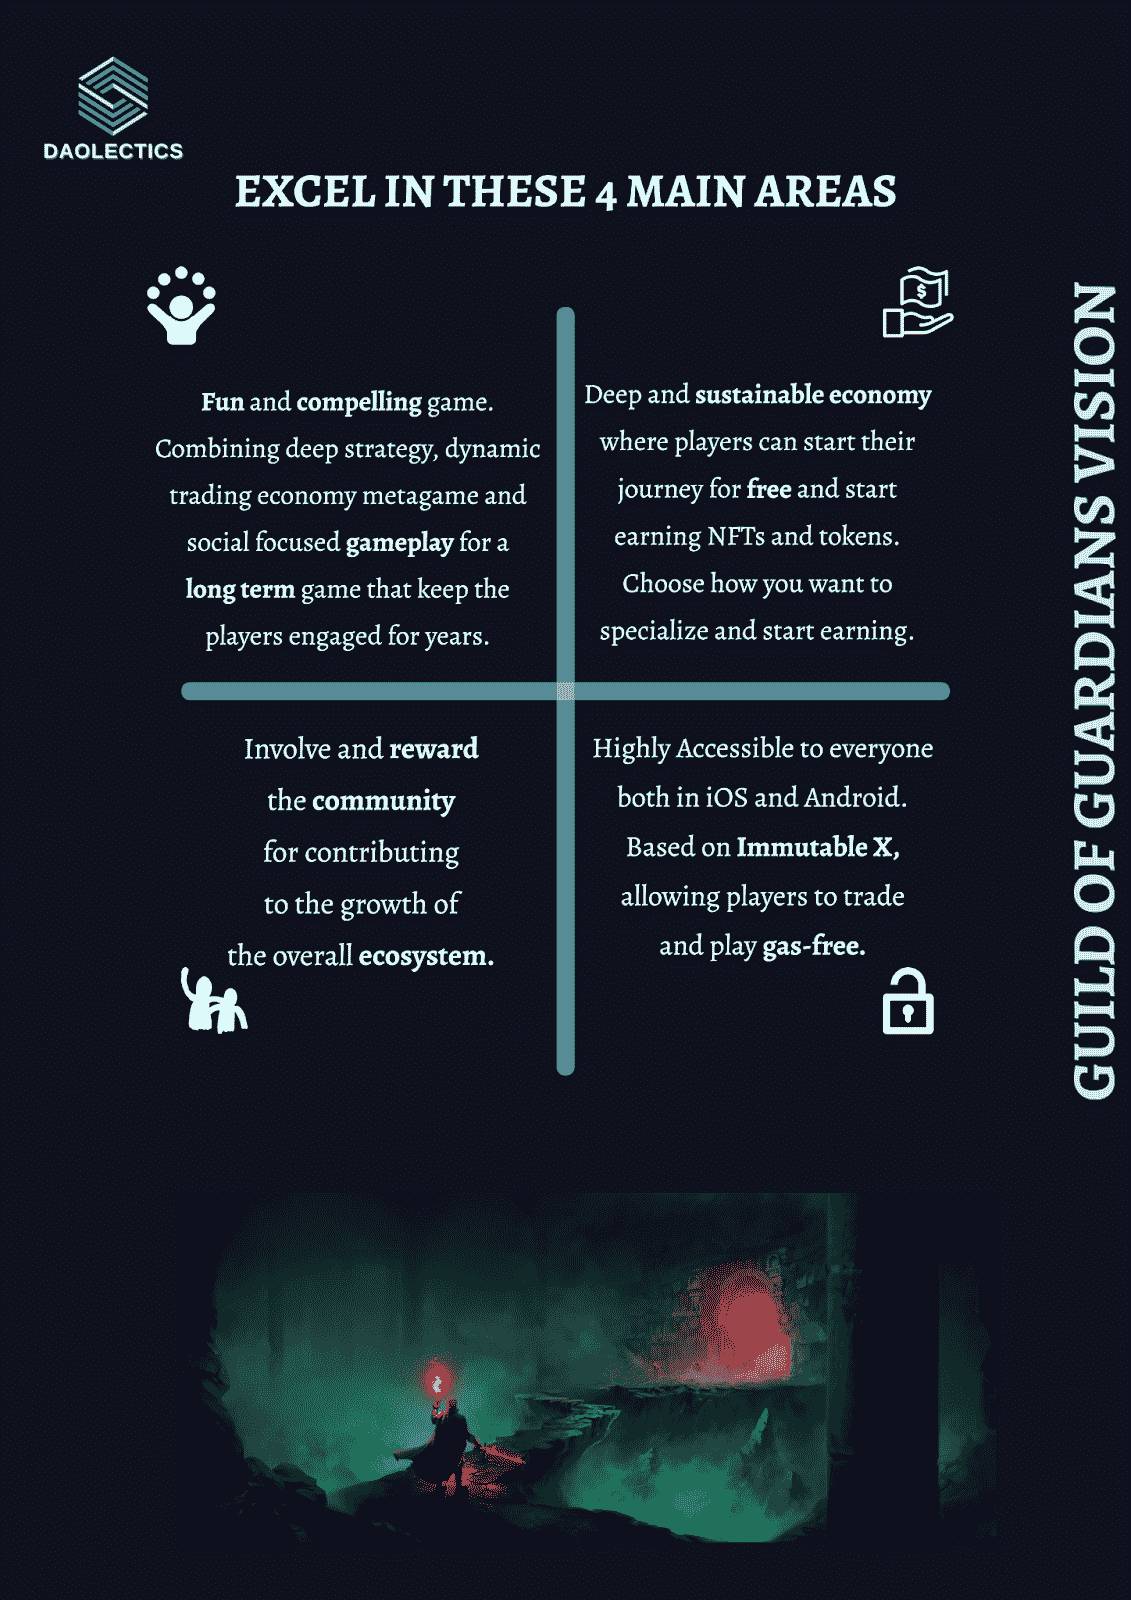 DAOLECTICS
EXCEL IN THESE 4 MAIN AREAS
Fun and compelling game.
Combining deep strategy, dynamic
trading economy metagame and
social focused gameplay for a
long term game that keep the
players engaged for years.
Deep and sustainable economy
where players can start their
journey for free and start
earning NFTs and tokens.
Choose how you want to
specialize and start earning.
Involve and reward
the community
for contributing
to the growth of
the overall ecosystem.
Highly Accessible to everyone
both in iOS and Android.
Based on Immutable X,
allowing players to trade
and play gas-free.
GUILD OF GUARDIANS VISION